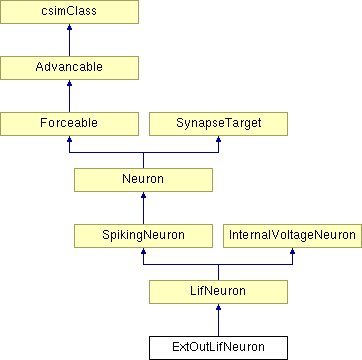 csimClass
Advancable
Forceable
SynapseTarget
Neuron
SpikingNeuron
InternalVoltageNeuron
LifNeuron
ExtOutLifNeuron